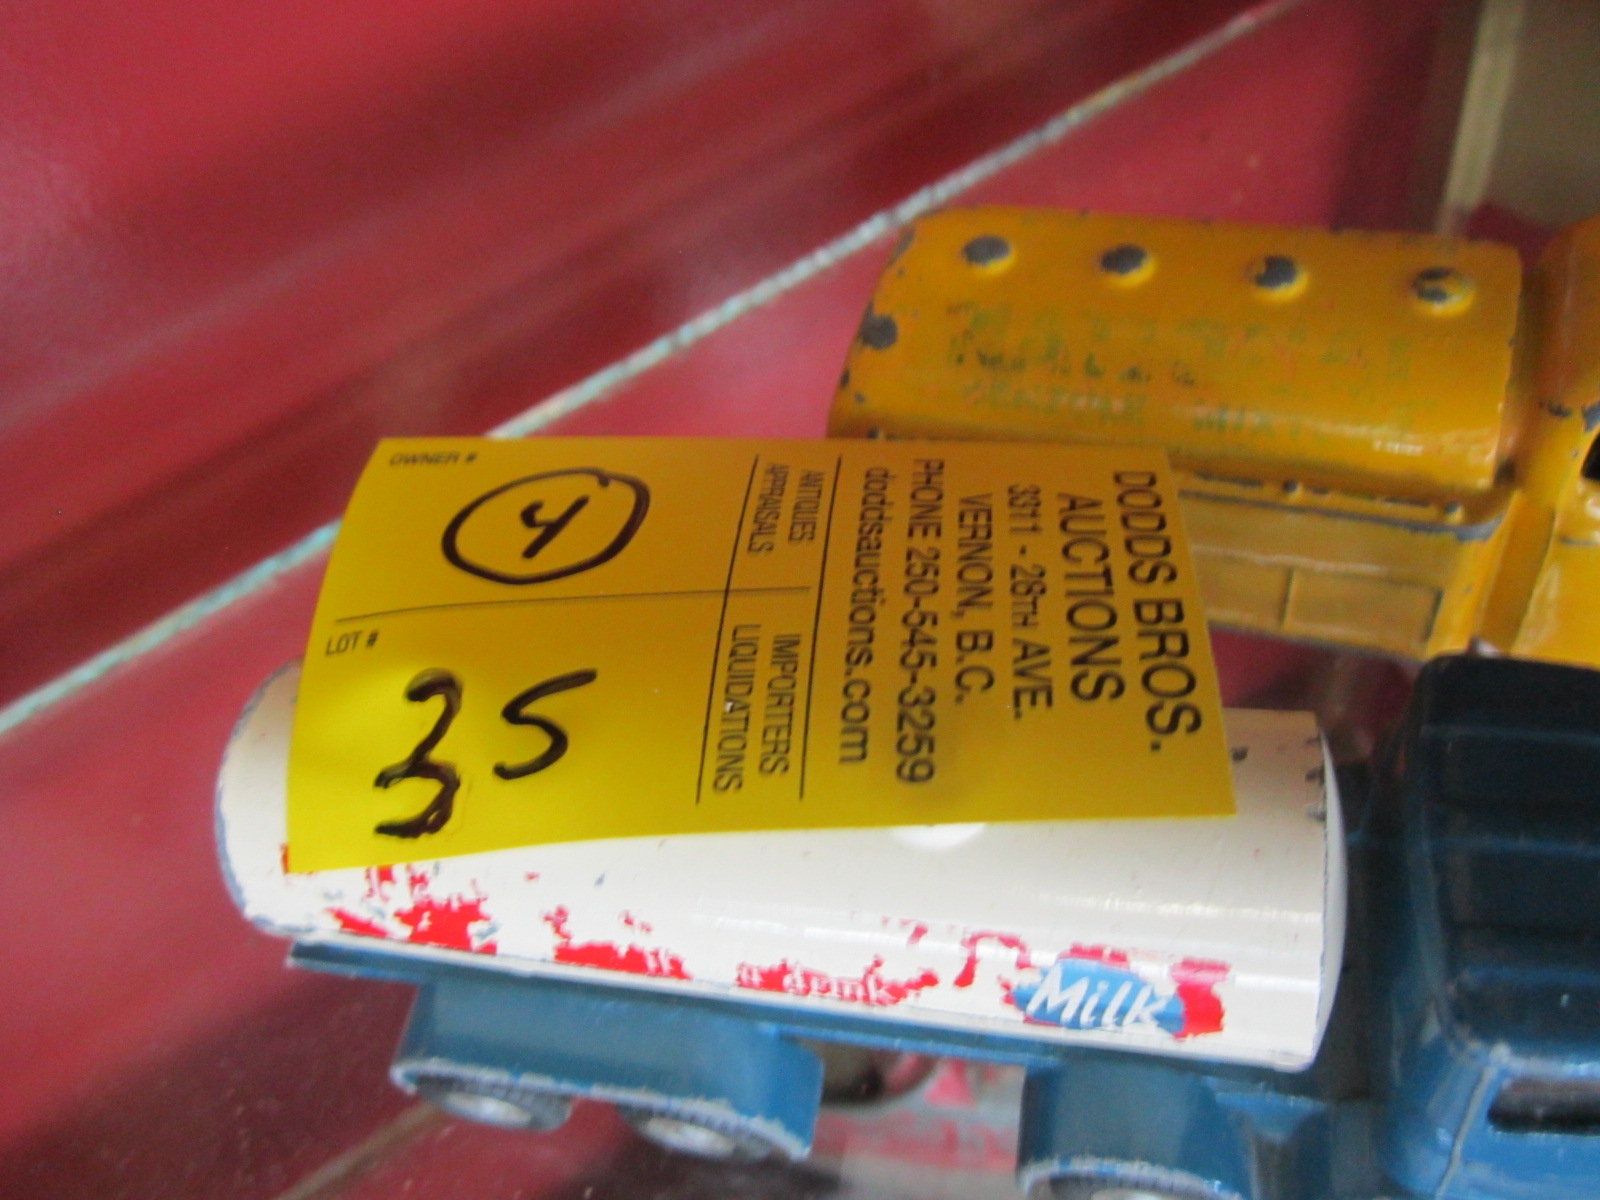 DODDS BROS.
AUCTIONS
3311 - 28TH AVE.
VERNON, B.C.
PHONE 250-545-3259
doddsauctions.com
ANTIQUES
APPRAISALS
IMPORTERS
LIQUIDATIONS
OWNER #
4
LOT #
35
Milk